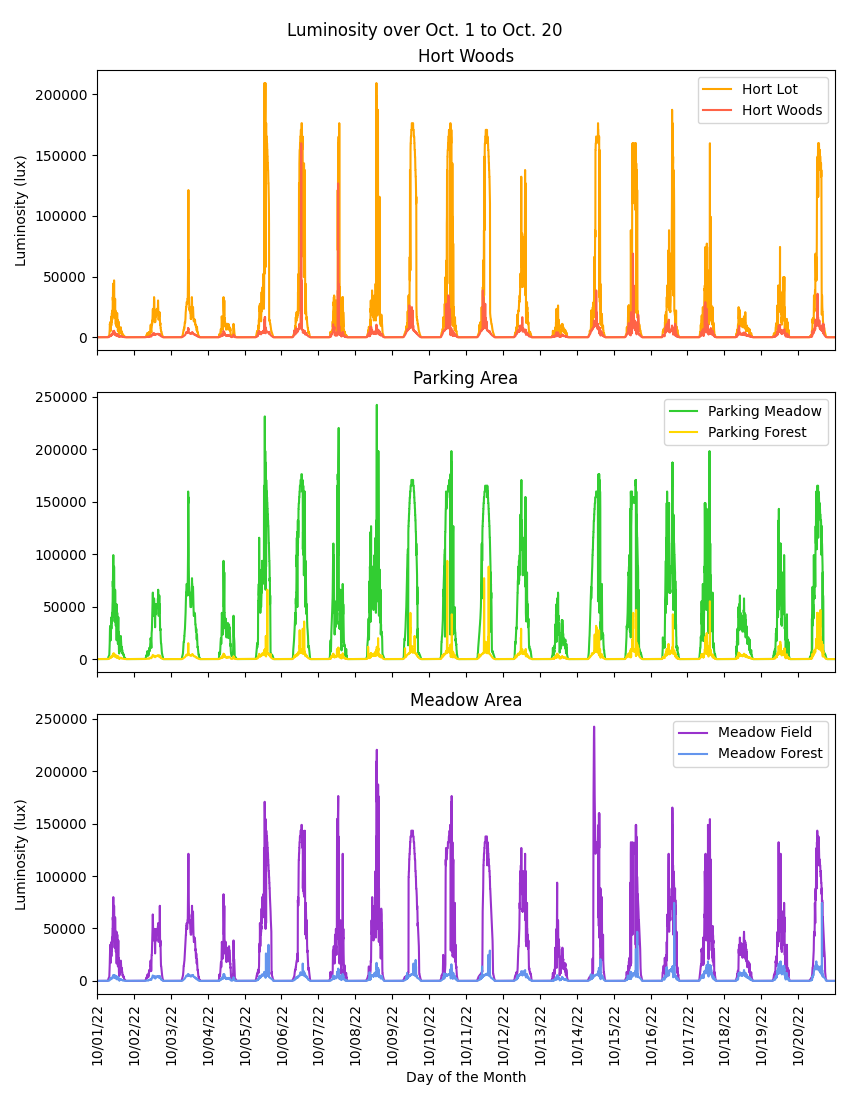 Luminosity over Oct. 1 to Oct. 20
Hort Woods
200000
150000
100000
50000
0
Luminosity (lux)
Hort Lot
Hort Woods
Parking Area
250000
200000
150000
100000
50000
0
Parking Meadow
Parking Forest
Meadow Area
250000
200000
150000
100000
50000
0
Luminosity (lux)
Meadow Field
Meadow Forest
10/01/22
10/02/22
10/03/22
10/04/22
10/05/22
10/06/22
10/07/22
10/08/22
10/09/22
10/10/22
10/11/22
10/12/22
10/13/22
10/14/22
10/15/22
10/16/22
10/17/22
10/18/22
10/19/22
10/20/22
Day of the Month